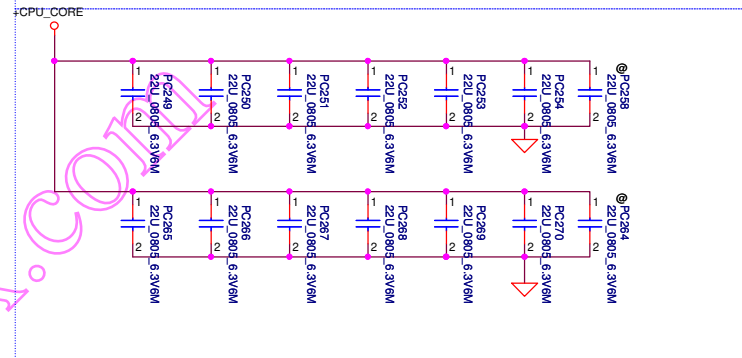 +CPU_CORE
1 1 1 1 1 1 1
2 2 2 2 2 2 2
PC249
22U_0805_6.3V6M
PC250
22U_0805_6.3V6M
PC251
22U_0805_6.3V6M
PC252
22U_0805_6.3V6M
PC253
22U_0805_6.3V6M
PC254
22U_0805_6.3V6M
@
PC258
22U_0805_6.3V6M
1 1 1 1 1 1 1
2 2 2 2 2 2 2
PC265
22U_0805_6.3V6M
PC266
22U_0805_6.3V6M
PC267
22U_0805_6.3V6M
PC268
22U_0805_6.3V6M
PC269
22U_0805_6.3V6M
PC270
22U_0805_6.3V6M
@
PC264
22U_0805_6.3V6M
.com